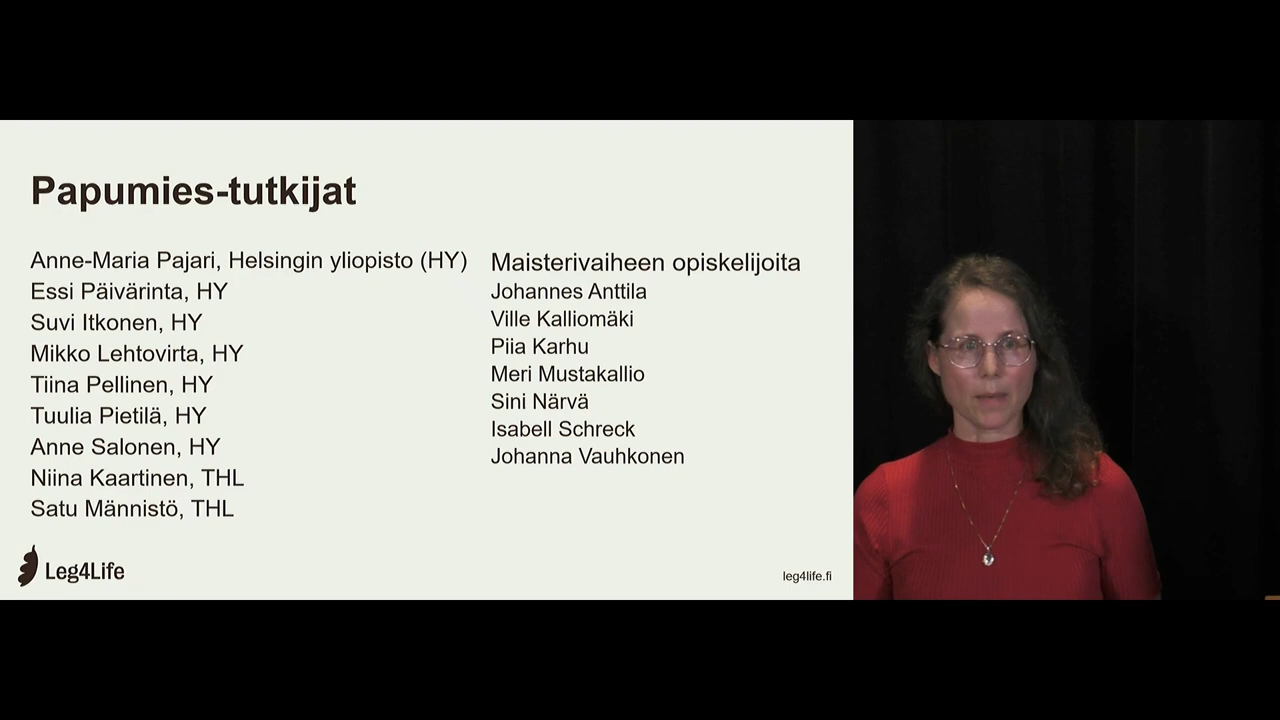 Papumies-tutkijat
Anne-Maria Pajari, Helsingin yliopisto (HY)
Essi Päivärinta, HY
Suvi Itkonen, HY
Mikko Lehtovirta, HY
Tiina Pellinen, HY
Tuulia Pietilä, HY
Anne Salonen, HY
Niina Kaartinen, THL
Satu Männistö, THL
Maisterivaiheen opiskelijoita
Johannes Anttila
Ville Kalliomäki
Piia Karhu
Meri Mustakallio
Sini Närvä
Isabell Schreck
Johanna Vauhkonen
Leg4Life
leg4life.fi